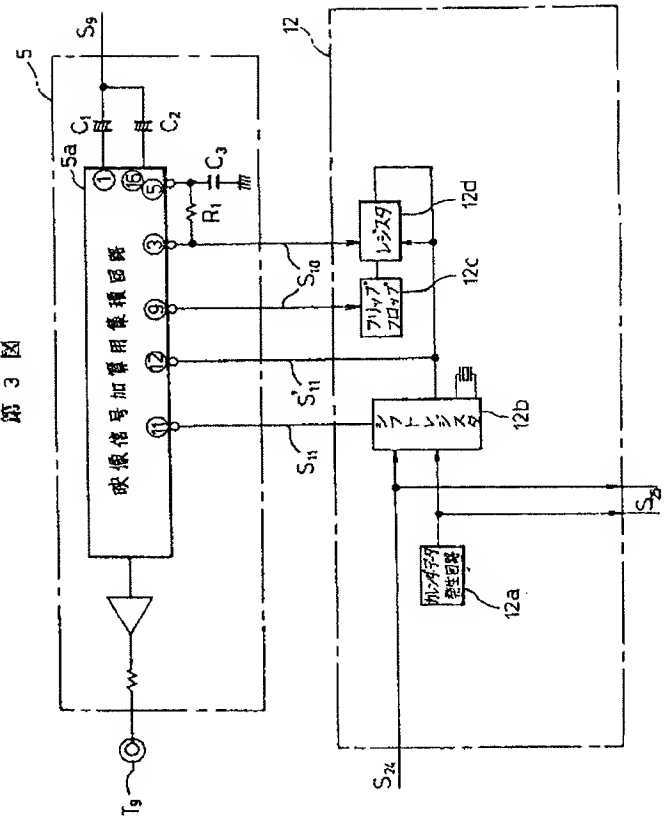 第 3 図
5
S9
C1
C2
5a
①
⑯
⑤
C3
R1
③
⑨
⑫
⑪
映像信号加算用集積回路
S10
S'11
S11
T9
12
レジスタ
12d
フリップ
フロップ
12c
シフトレジスタ
12b
カレンダデータ
発生回路
12a
S24
S25